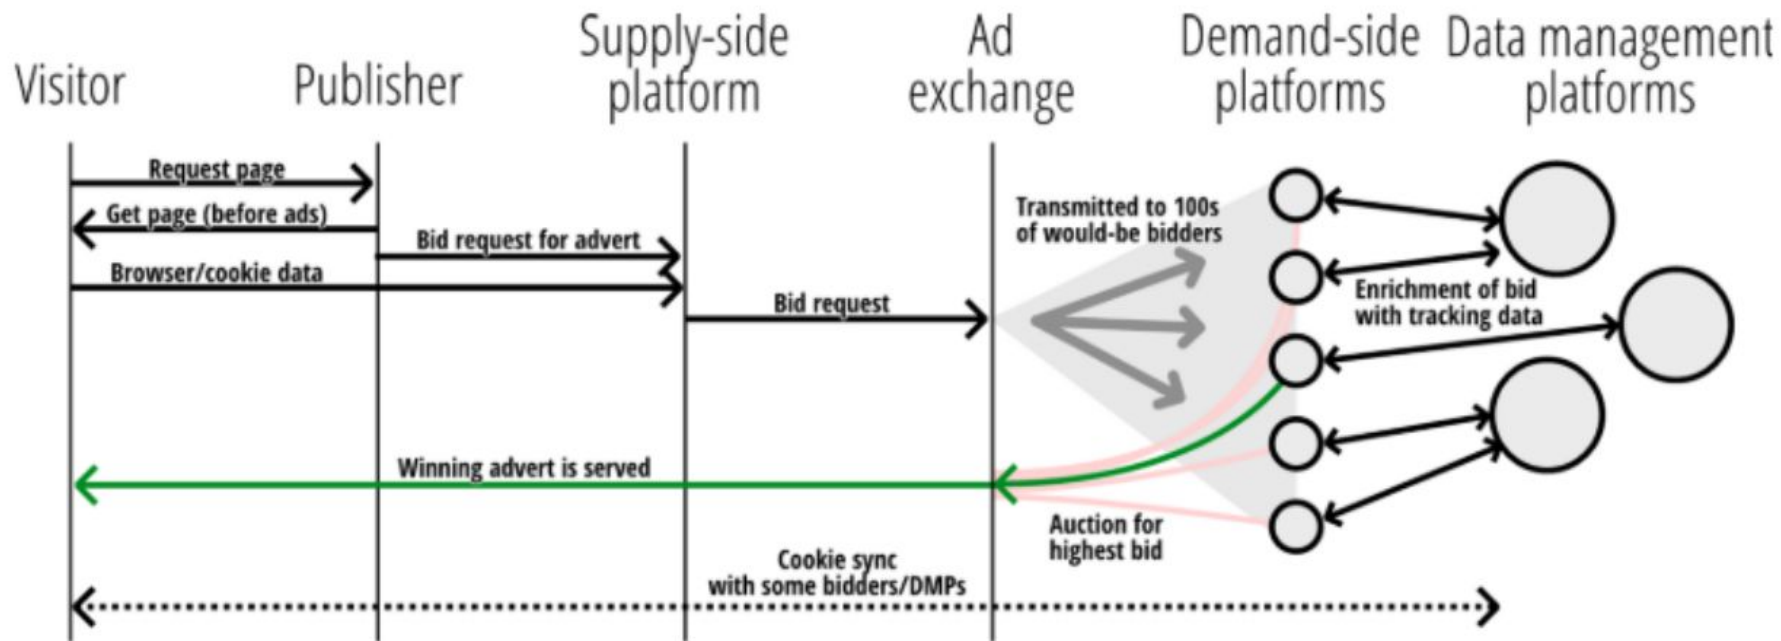 Visitor
Publisher
Supply-side
platform
Ad
exchange
Demand-side
platforms
Data management
platforms
Request page
Get page (before ads)
Bid request for advert
Browser/cookie data
Bid request
Transmitted to 100s
of would-be bidders
Enrichment of bid
with tracking data
Winning advert is served
Auction for
highest bid
Cookie sync
with some bidders/DMPs